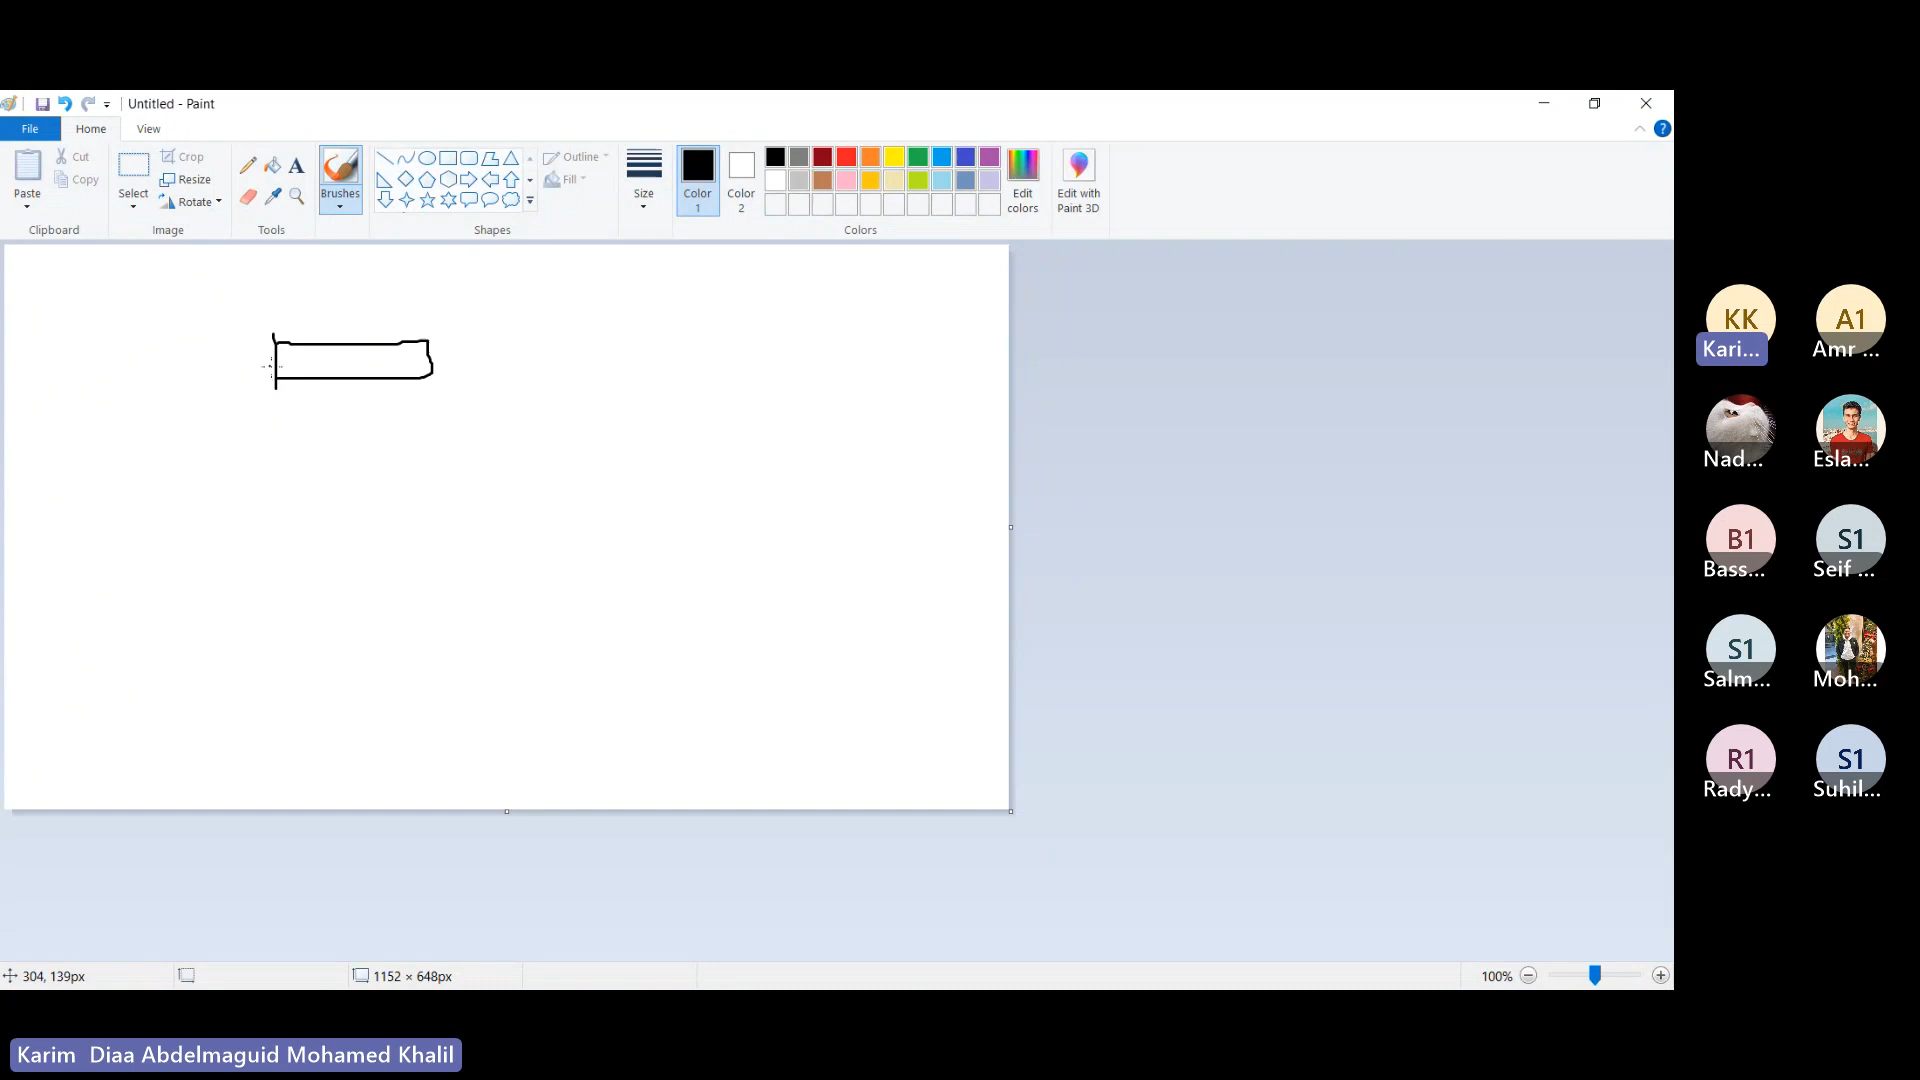 Untitled - Paint
File
Home
View
Paste
Cut
Copy
Clipboard
Select
Crop
Resize
Rotate
Image
A
Tools
Brushes
Shapes
Outline
Fill
Size
Color
1
Color
2
Edit
colors
Edit with
Paint 3D
Colors
?
304, 139px
1152 × 648px
100%
KK
Kari...
A1
Amr ...
Nad...
Esla...
B1
Bass...
S1
Seif ...
S1
Salm...
Moh...
R1
Rady...
S1
Suhil...
Karim Diaa Abdelmaguid Mohamed Khalil